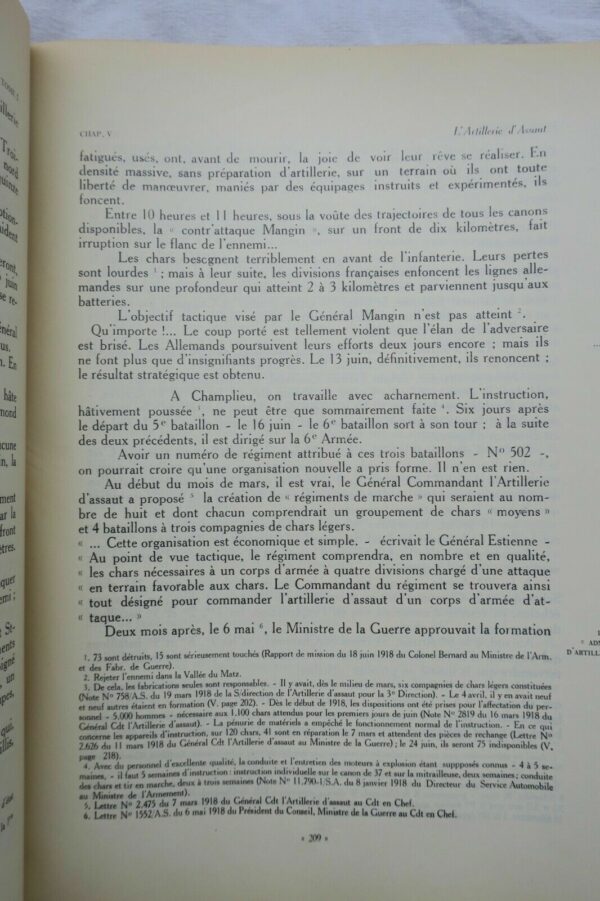 CHAP. V
L'Artillerie d'Assaut
fatigués, usés, ont, avant de mourir, la joie de voir leur rêve se réaliser. En
densité massive, sans préparation d'artillerie, sur un terrain où ils ont toute
liberté de manœuvrer, maniés par des équipages instruits et expérimentés, ils
foncent.
Entre 10 heures et 11 heures, sous la voûte des trajectoires de tous les canons
disponibles, la « contr'attaque Mangin », sur un front de dix kilomètres, fait
irruption sur le flanc de l'ennemi...
Les chars besognent terriblement en avant de l'infanterie. Leurs pertes
sont lourdes 1 ; mais à leur suite, les divisions françaises enfoncent les lignes alle-
mandes sur une profondeur qui atteint 2 à 3 kilomètres et parviennent jusqu'aux
batteries.
L'objectif tactique visé par le Général Mangin n'est pas atteint 2.
Qu'importe !... Le coup porté est tellement violent que l'élan de l'adversaire
est brisé. Les Allemands poursuivent leurs efforts deux jours encore ; mais ils
ne font plus que d'insignifiants progrès. Le 13 juin, définitivement, ils renoncent ;
le résultat stratégique est obtenu.
A Champlieu, on travaille avec acharnement. L'instruction,
hâtivement poussée 3, ne peut être que sommairement faite 4. Six jours après
le départ du 5e bataillon - le 16 juin - le 6e bataillon sort à son tour ; à la suite
des deux précédents, il est dirigé sur la 6e Armée.
Avoir un numéro de régiment attribué à ces trois bataillons - No 502 -,
on pourrait croire qu'une organisation nouvelle a pris forme. Il n'en est rien.
Au début du mois de mars, il est vrai, le Général Commandant l'Artillerie
d'assaut a proposé 5 la création de « régiments de marche » qui seraient au nom-
bre de huit et dont chacun comprendrait un groupement de chars « moyens »
et 4 bataillons à trois compagnies de chars légers.
« ... Cette organisation est économique et simple. - écrivait le Général Estienne -
« Au point de vue tactique, le régiment comprendra, en nombre et en qualité,
« les chars nécessaires à un corps d'armée à quatre divisions chargé d'une attaque
« en terrain favorable aux chars. Le Commandant du régiment se trouvera ainsi
« tout désigné pour commander l'artillerie d'assaut d'un corps d'armée d'at-
« taque... »
Deux mois après, le 6 mai 6, le Ministre de la Guerre approuvait la formation
1. 73 sont détruits, 15 sont sérieusement touchés (Rapport de mission du 18 juin 1918 du Colonel Bernard au Ministre de l'Arm.
et des Fabr. de Guerre).
2. Rejeter l'ennemi dans la Vallée du Matz.
3. De cela, les fabrications seules sont responsables. - Il y avait, dès le milieu de mars, six compagnies de chars légers constituées
(Note No 758/A.S. du 19 mars 1918 de la S/direction de l'Artillerie d'assaut pour la 3e Direction). - Le 4 avril, il y en avait neuf
et neuf autres étaient en formation (V. page 202). - Dès le début de 1918, les dispositions ont été prises pour l'affectation du per-
sonnel - 5.000 hommes - nécessaire aux 1.100 chars attendus pour les premiers jours de juin (Note No 2819 du 16 mars 1918 du
Général Cdt l'Artillerie d'assaut). - La pénurie de matériels a empêché le fonctionnement normal de l'instruction. - En ce qui
concerne les appareils d'instruction, sur 120 chars, 41 sont en réparation le 7 mars et attendent des pièces de rechange (Lettre No
2.626 du 11 mars 1918 du Général Cdt l'Artillerie d'assaut au Ministre de la Guerre) ; le 24 juin, ils seront 75 indisponibles (V.
page 218).
4. Avec du personnel d'excellente qualité, la conduite et l'entretien des moteurs à explosion étant suppposés connus - 4 à 5 se-
maines, - il faut 5 semaines d'instruction : instruction individuelle sur le canon de 37 et sur la mitrailleuse, deux semaines ; conduite
des chars et tir en marche, deux à trois semaines (Note No 11.790-1/S.A. du 8 janvier 1918 du Directeur du Service Automobile
au Ministre de l'Armement).
5. Lettre No 2.475 du 7 mars 1918 du Général Cdt l'Artillerie d'assaut au Cdt en Chef.
6. Lettre No 1552/A.S. du 6 mai 1918 du Président du Conseil, Ministre de la Guerre au Cdt en Chef.
« 209 »